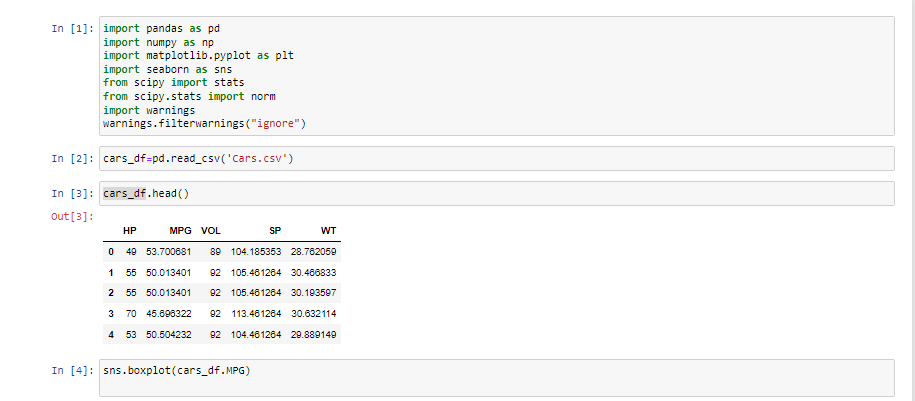 In [1]: import pandas as pd
import numpy as np
import matplotlib.pyplot as plt
import seaborn as sns
from scipy import stats
from scipy.stats import norm
import warnings
warnings.filterwarnings("ignore")
In [2]: cars_df=pd.read_csv('Cars.csv')
In [3]: cars_df.head()
Out[3]:
HP MPG VOL SP WT
0 49 53.700681 89 104.185353 28.762059
1 55 50.013401 92 105.461264 30.466833
2 55 50.013401 92 105.461264 30.193597
3 70 45.696322 92 113.461264 30.632114
4 53 50.504232 92 104.461264 29.889149
In [4]: sns.boxplot(cars_df.MPG)